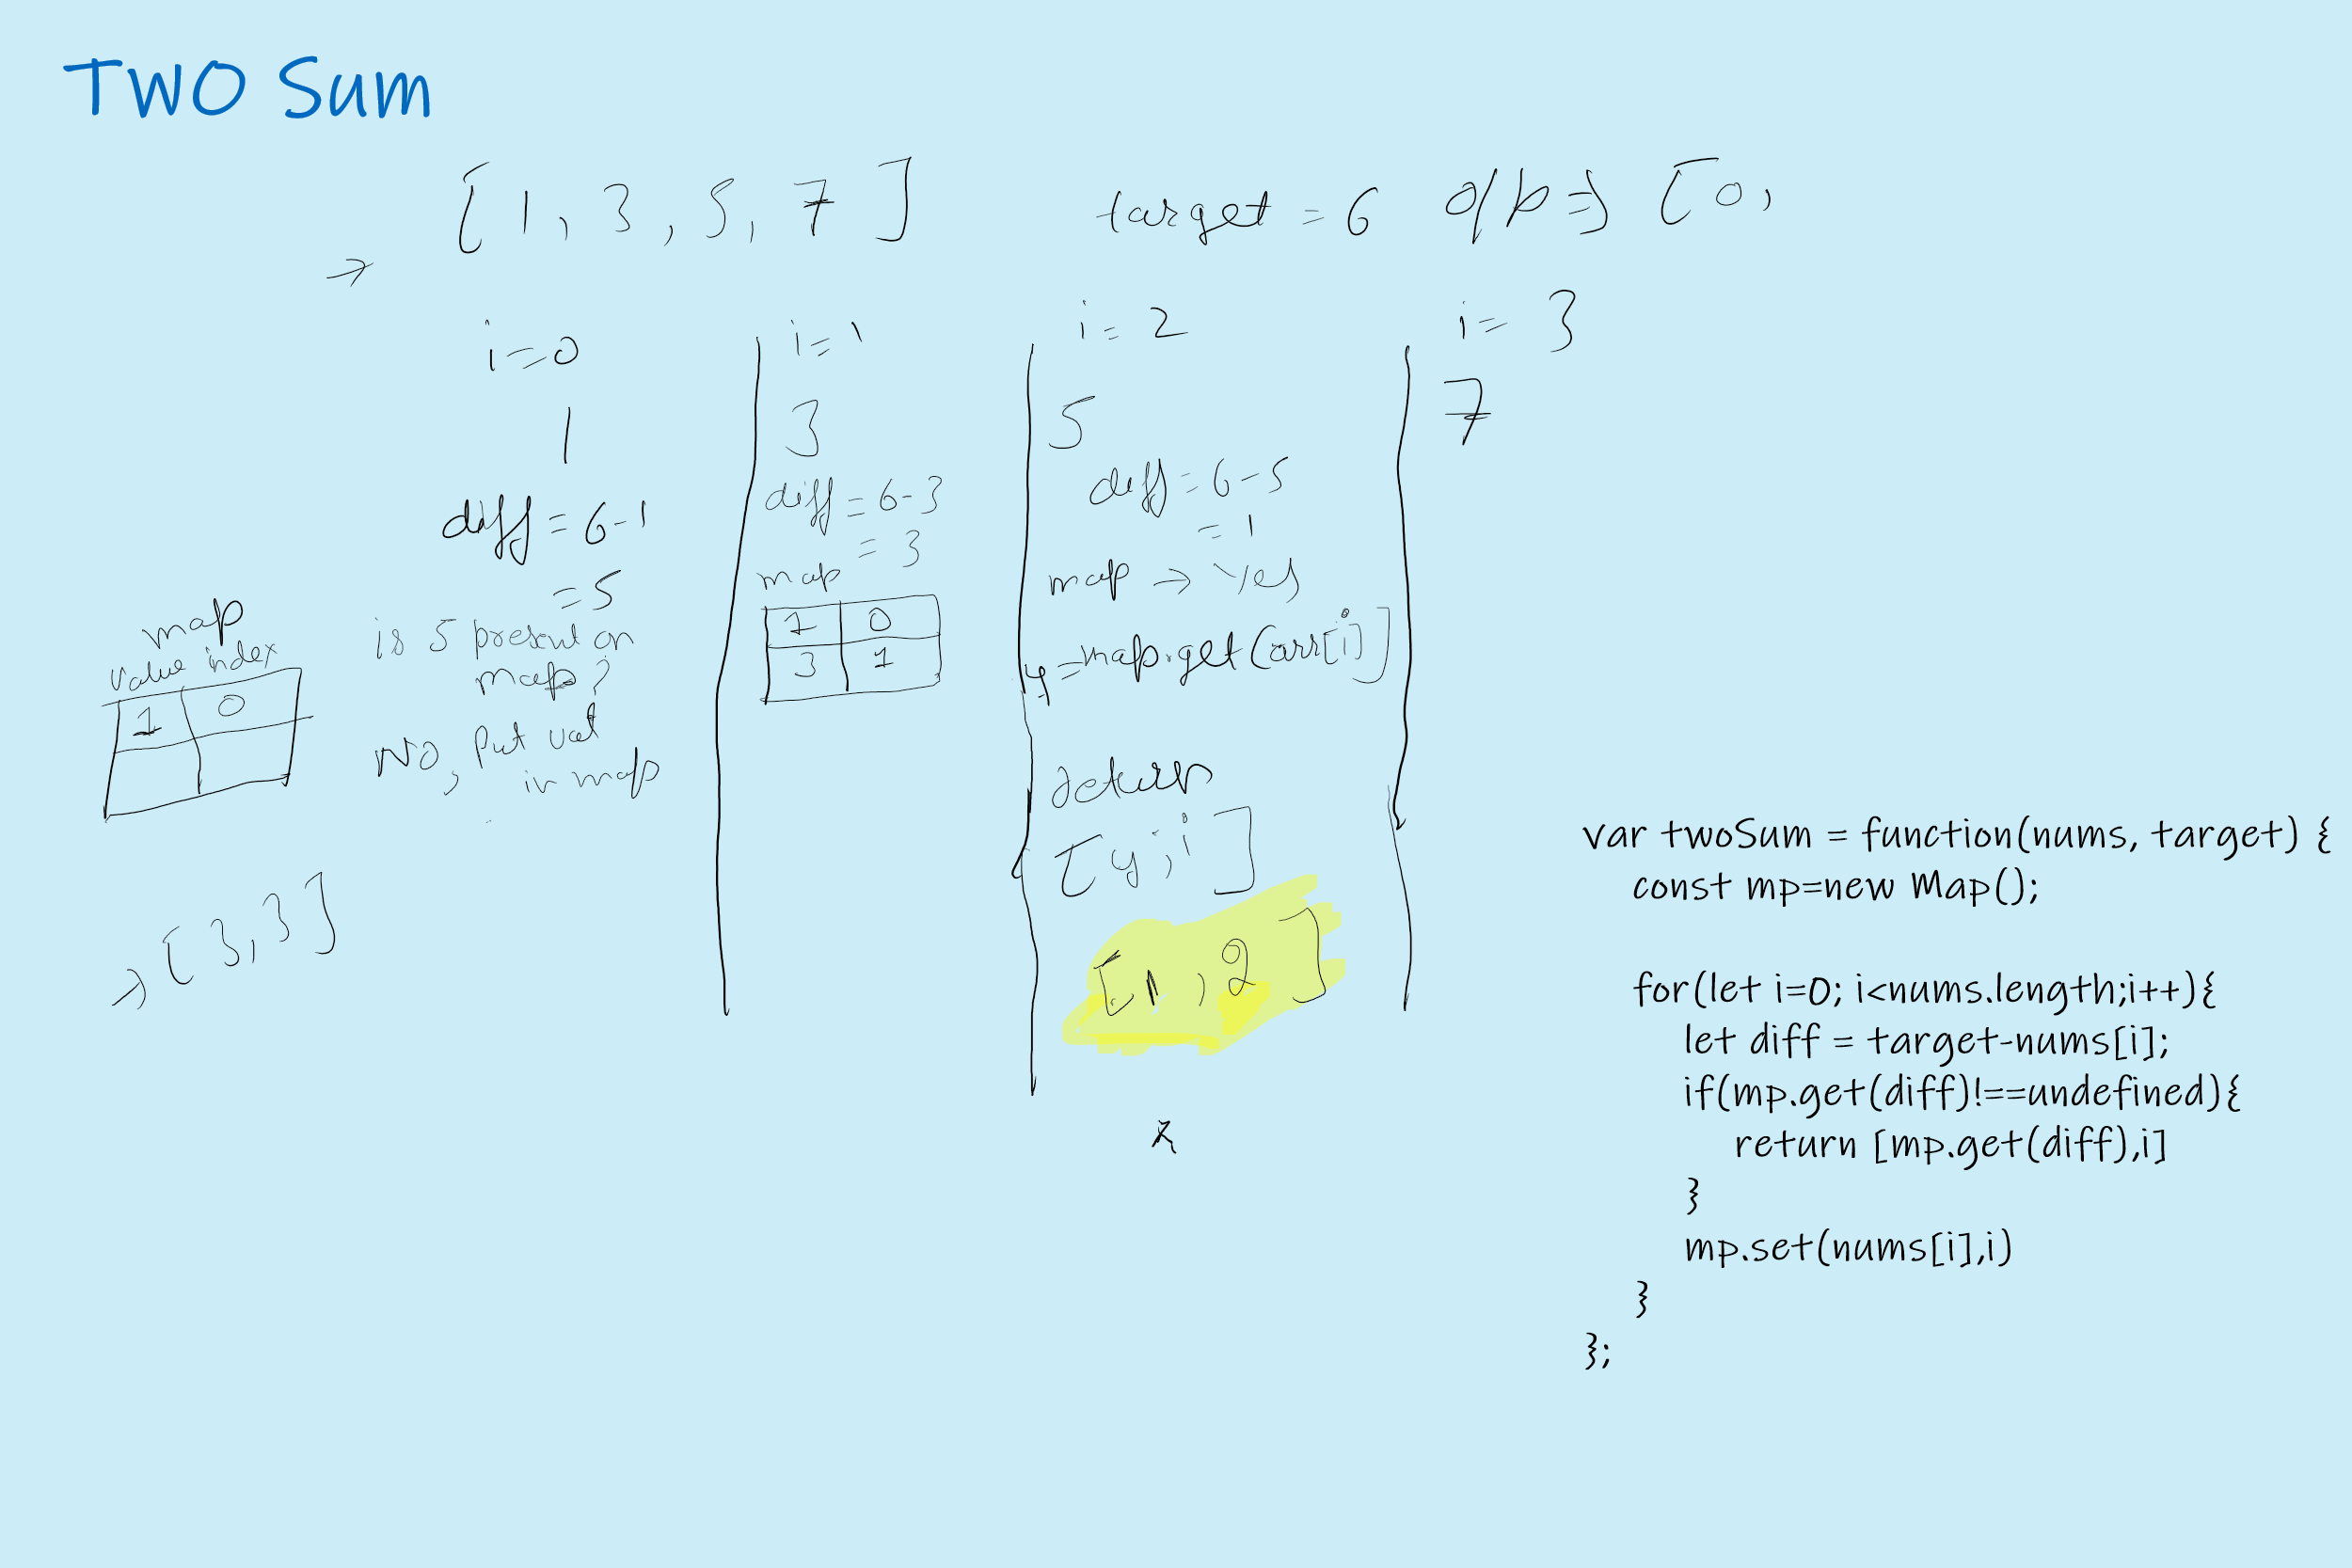 TWO Sum
[1, 3, 5, 7] target = 6 o/p => [0,
→
i=0
1
diff = 6-1
= 5
is 5 present on
map?
No, Put val
in map
map
value index
1 0
→ [3,3]
i=1
3
diff = 6-3
= 3
map
1 0
3 1
i= 2
5
diff = 6-5
= 1
map → Yes
y=map.get(arr[i]]
return
[y, i]
[1, 2]
i= 3
7
var twoSum = function(nums, target) {
const mp=new Map();
for(let i=0; i<nums.length;i++){
let diff = target-nums[i];
if(mp.get(diff)!==undefined){
return [mp.get(diff),i]
}
mp.set(nums[i],i)
}
};